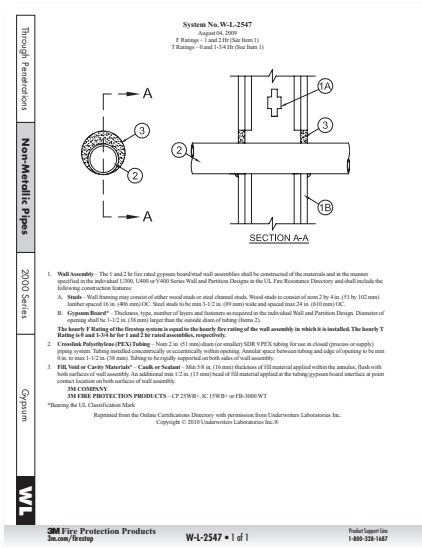 System No. W-L-2547
August 04, 2009
F Ratings – 1 and 2 Hr (See Item 1)
T Ratings – 0 and 1-3/4 Hr (See Item 1)
Through Penetrations
Non-Metallic Pipes
2000 Series
Gypsum
WL
A
3
2
A
1A
3
2
1B
SECTION A-A
1. Wall Assembly – The 1 and 2 hr fire rated gypsum board/stud wall assemblies shall be constructed of the materials and in the manner
specified in the individual U300, U400 or V400 Series Wall and Partition Designs in the UL Fire Resistance Directory and shall include the
following construction features:
A. Studs – Wall framing may consist of either wood studs or steel channel studs. Wood studs to consist of nom 2 by 4 in. (51 by 102 mm)
lumber spaced 16 in. (406 mm) OC. Steel studs to be min 3-1/2 in. (89 mm) wide and spaced max 24 in. (610 mm) OC.
B. Gypsum Board* – Thickness, type, number of layers and fasteners as required in the individual Wall and Partition Design. Diameter of
opening shall be 1-1/2 in. (38 mm) larger than the outside diam of tubing (Items 2).
The hourly F Rating of the firestop system is equal to the hourly fire rating of the wall assembly in which it is installed. The hourly T
Rating is 0 and 1-3/4 hr for 1 and 2 hr rated assemblies, respectively.
2. Crosslink Polyethylene (PEX) Tubing – Nom 2 in. (51 mm) diam (or smaller) SDR 9 PEX tubing for use in closed (process or supply)
piping system. Tubing installed concentrically or eccentrically within opening. Annular space between tubing and edge of opening to be min
0 in. to max 1-1/2 in. (38 mm). Tubing to be rigidly supported on both sides of wall assembly.
3. Fill, Void or Cavity Materials* – Caulk or Sealant – Min 5/8 in. (16 mm) thickness of fill material applied within the annulus, flush with
both surfaces of wall assembly. An additional min 1/2 in. (13 mm) bead of fill material applied at the tubing/gypsum board interface at point
contact location on both surfaces of wall assembly.
3M COMPANY
3M FIRE PROTECTION PRODUCTS – CP 25WB+, IC 15WB+ or FB-3000 WT
*Bearing the UL Classification Mark
Reprinted from the Online Certifications Directory with permission from Underwriters Laboratories Inc.
Copyright © 2010 Underwriters Laboratories Inc.®
3M Fire Protection Products
3m.com/firestop
W-L-2547 • 1 of 1
Product Support Line
1-800-328-1687